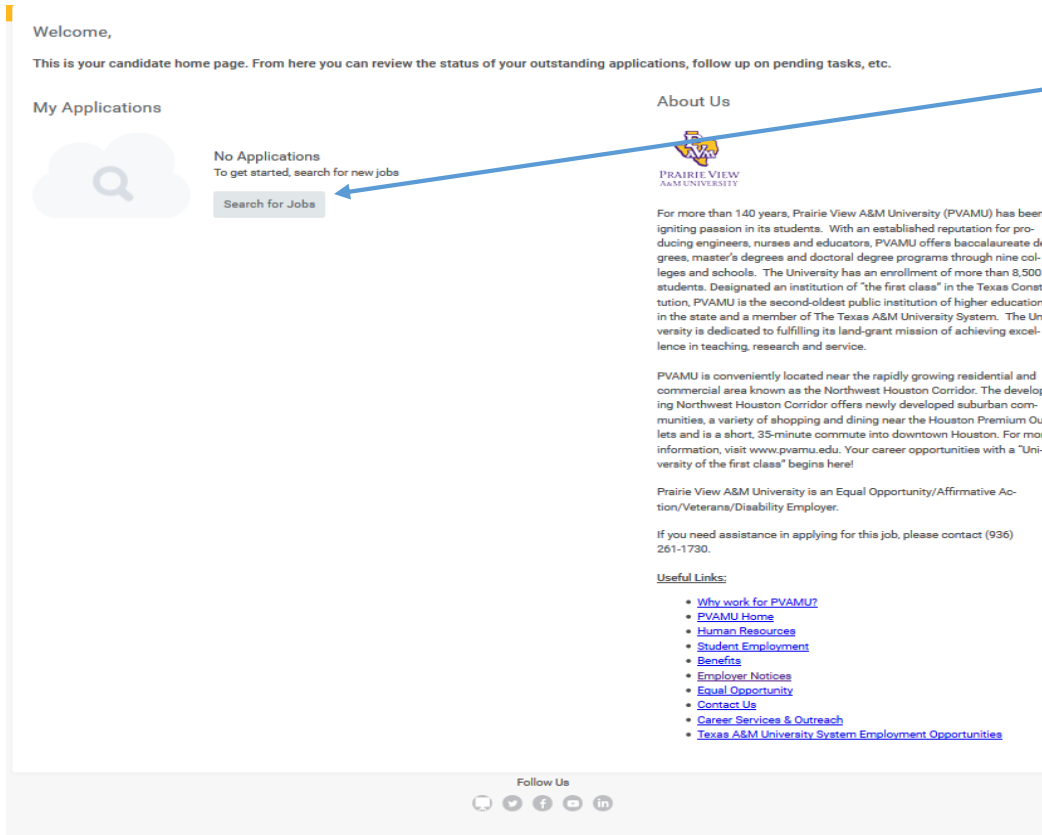 Welcome,
This is your candidate home page. From here you can review the status of your outstanding applications, follow up on pending tasks, etc.
My Applications
No Applications
To get started, search for new jobs
Search for Jobs
About Us
PRAIRIE VIEW
A&M UNIVERSITY
For more than 140 years, Prairie View A&M University (PVAMU) has been
igniting passion in its students. With an established reputation for pro-
ducing engineers, nurses and educators, PVAMU offers baccalaureate de
grees, master's degrees and doctoral degree programs through nine col-
leges and schools. The University has an enrollment of more than 8,500
students. Designated an institution of "the first class" in the Texas Const
tution, PVAMU is the second-oldest public institution of higher education
in the state and a member of The Texas A&M University System. The Un
versity is dedicated to fulfilling its land-grant mission of achieving excel-
lence in teaching, research and service.
PVAMU is conveniently located near the rapidly growing residential and
commercial area known as the Northwest Houston Corridor. The develop
ing Northwest Houston Corridor offers newly developed suburban com-
munities, a variety of shopping and dining near the Houston Premium Ou
lets and is a short, 35-minute commute into downtown Houston. For mor
information, visit www.pvamu.edu. Your career opportunities with a "Uni-
versity of the first class" begins here!
Prairie View A&M University is an Equal Opportunity/Affirmative Ac-
tion/Veterans/Disability Employer.
If you need assistance in applying for this job, please contact (936)
261-1730.
Useful Links:
Why work for PVAMU?
PVAMU Home
Human Resources
Student Employment
Benefits
Employer Notices
Equal Opportunity
Contact Us
Career Services & Outreach
Texas A&M University System Employment Opportunities
Follow Us